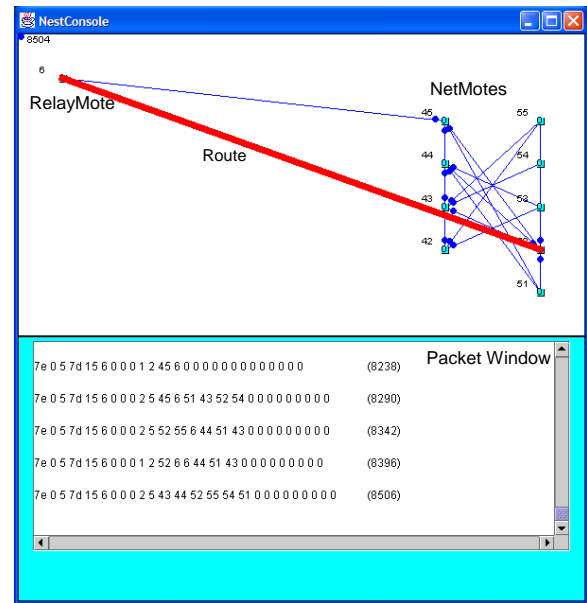 NestConsole
8504
6
RelayMote
Route
NetMotes
45
55
44
54
43
53
42
51
Packet Window
7e 0 5 7d 15 6 0 0 0 1 2 45 6 0 0 0 0 0 0 0 0 0 0 0 0 0 0 (8238)
7e 0 5 7d 15 6 0 0 0 2 5 45 6 51 43 52 54 0 0 0 0 0 0 0 0 0 (8290)
7e 0 5 7d 15 6 0 0 0 2 5 52 55 6 44 51 43 0 0 0 0 0 0 0 0 0 (8342)
7e 0 5 7d 15 6 0 0 0 1 2 52 6 6 44 51 43 0 0 0 0 0 0 0 0 0 (8396)
7e 0 5 7d 15 6 0 0 0 2 5 43 44 52 55 54 51 0 0 0 0 0 0 0 0 0 (8506)